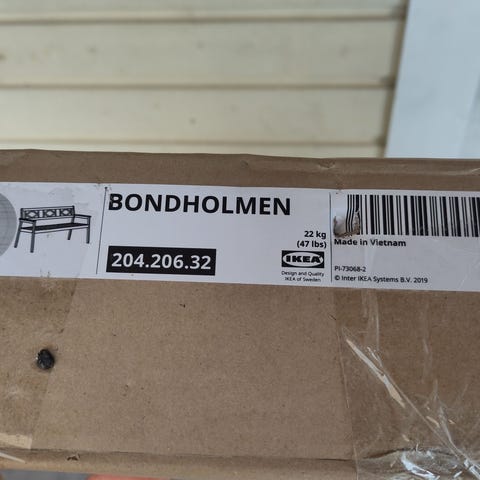 BONDHOLMEN
22 kg
(47 lbs)
204.206.32
IKEA
Design and Quality
IKEA of Sweden
Made in Vietnam
PI-73068-2
© Inter IKEA Systems B.V. 2019